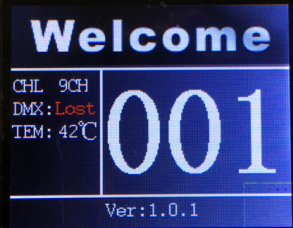 Welcome
CHL 9CH
DMX:Lost
TEM: 42℃
001
Ver:1.0.1